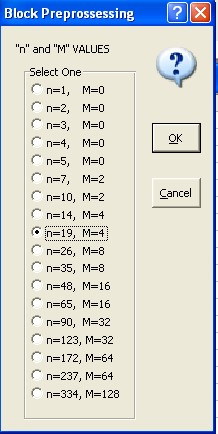 Block Preprossessing
"n" and "M" VALUES
Select One
n=1, M=0
n=2, M=0
n=3, M=0
n=4, M=0
n=5, M=0
n=7, M=2
n=10, M=2
n=14, M=4
n=19, M=4
n=26, M=8
n=35, M=8
n=48, M=16
n=65, M=16
n=90, M=32
n=123, M=32
n=172, M=64
n=237, M=64
n=334, M=128
OK
Cancel